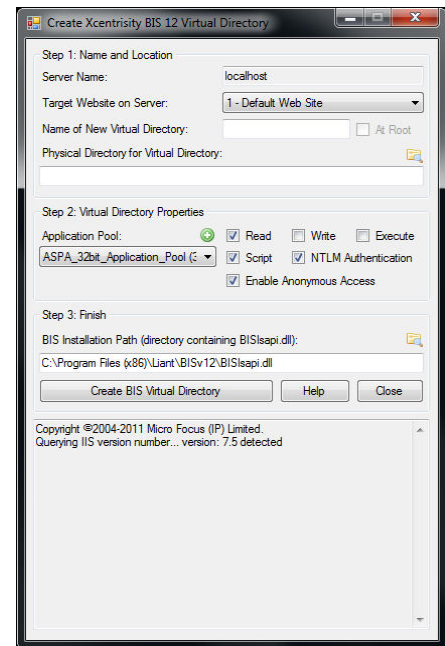 Create Xcentrisity BIS 12 Virtual Directory
Step 1: Name and Location
Server Name: localhost
Target Website on Server: 1 - Default Web Site
Name of New Virtual Directory: At Root
Physical Directory for Virtual Directory:
Step 2: Virtual Directory Properties
Application Pool: Read Write Execute
ASPA_32bit_Application_Pool (3 Script NTLM Authentication
Enable Anonymous Access
Step 3: Finish
BIS Installation Path (directory containing BISIsapi.dll):
C:\Program Files (x86)\Liant\BISv12\BISIsapi.dll
Create BIS Virtual Directory Help Close
Copyright ©2004-2011 Micro Focus (IP) Limited.
Querying IIS version number... version: 7.5 detected